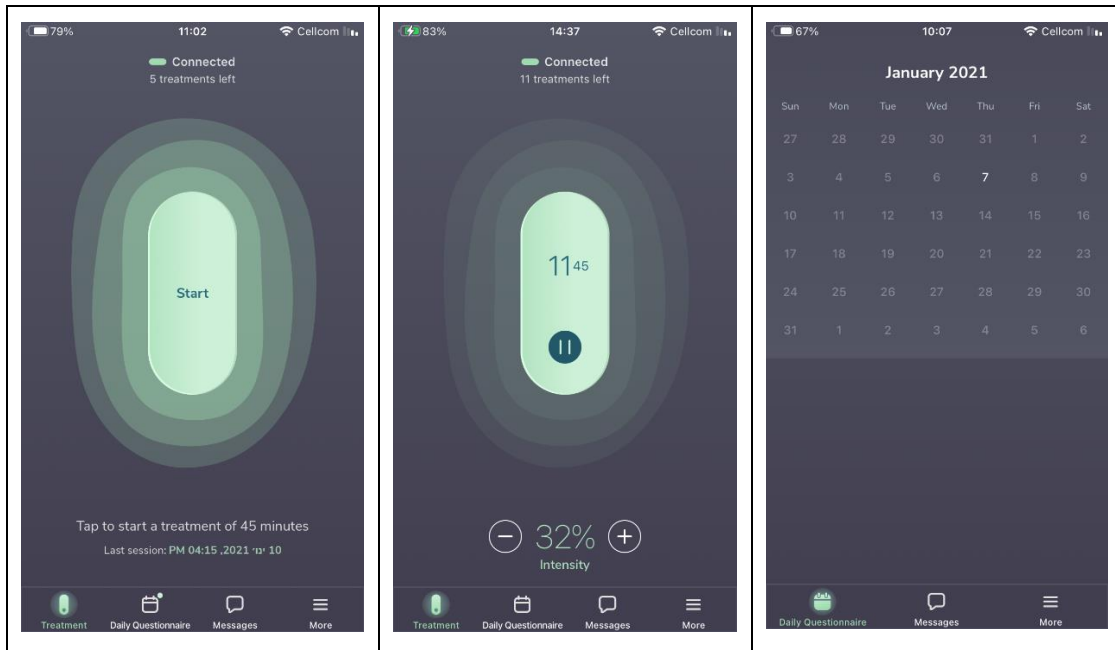 79% 11:02 Cellcom
Connected
5 treatments left
Start
Tap to start a treatment of 45 minutes
Last session: PM 04:15 ,2021 ינו׳ 10
Treatment Daily Questionnaire Messages More
83% 14:37 Cellcom
Connected
11 treatments left
11 45
32%
Intensity
Treatment Daily Questionnaire Messages More
67% 10:07 Cellcom
January 2021
Sun Mon Tue Wed Thu Fri Sat
27 28 29 30 31 1 2
3 4 5 6 7 8 9
10 11 12 13 14 15 16
17 18 19 20 21 22 23
24 25 26 27 28 29 30
31 1 2 3 4 5 6
Daily Questionnaire Messages More